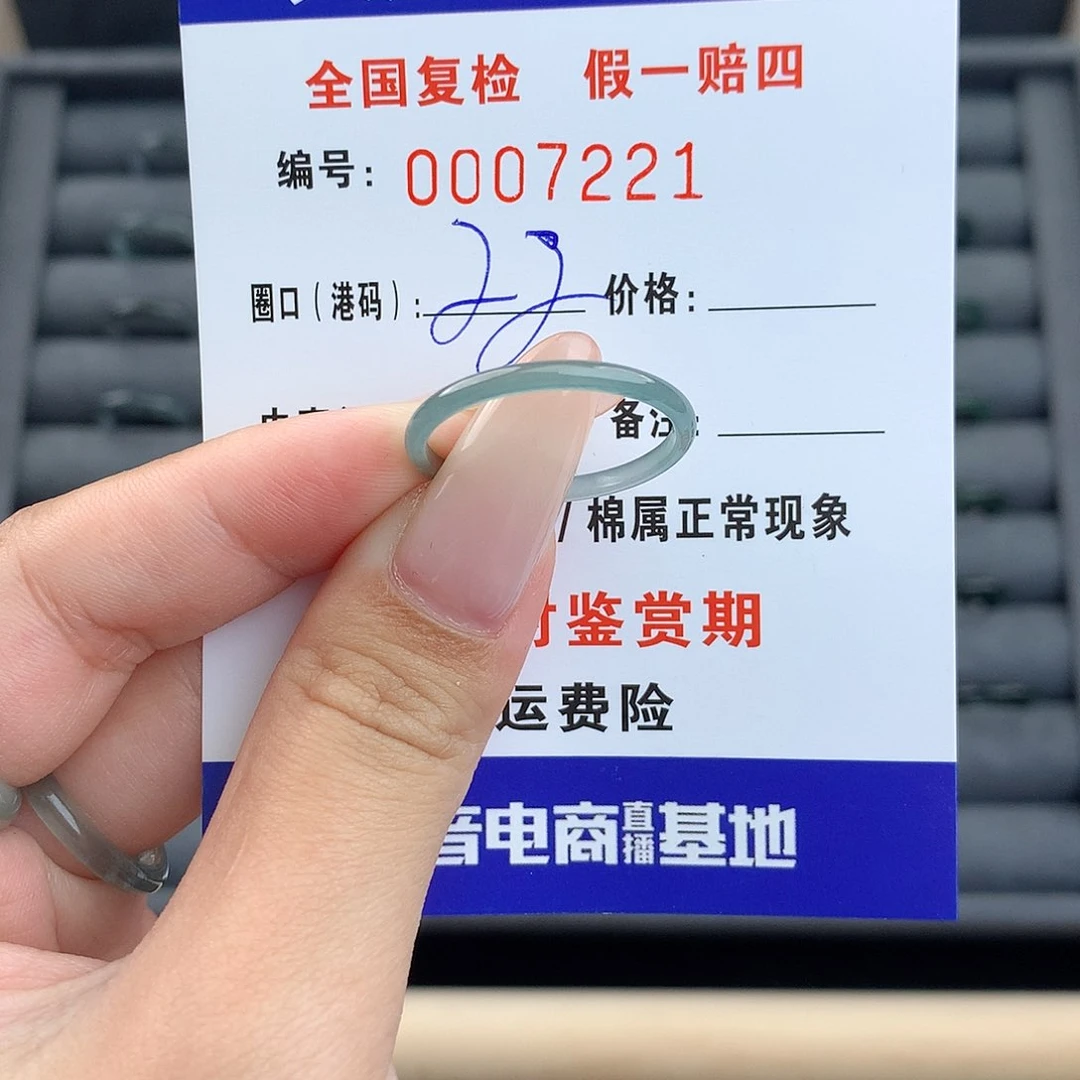 全国复检 假一赔四
编号: 0007221
圈口(港码): 22 价格:
备注:
/棉属正常现象
时鉴赏期
运费险
音电商直播基地